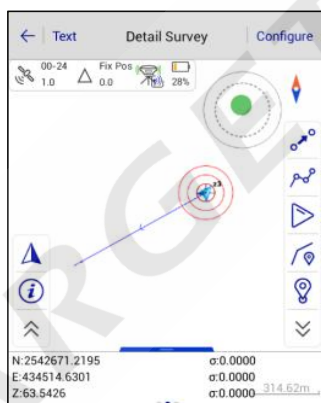 Text Detail Survey Configure
00-24 Fix Pos
1.0 0.0 28%
N:2542671.2195 σ:0.0000
E:434514.6301 σ:0.0000
Z:63.5426 σ:0.0000 314.62m